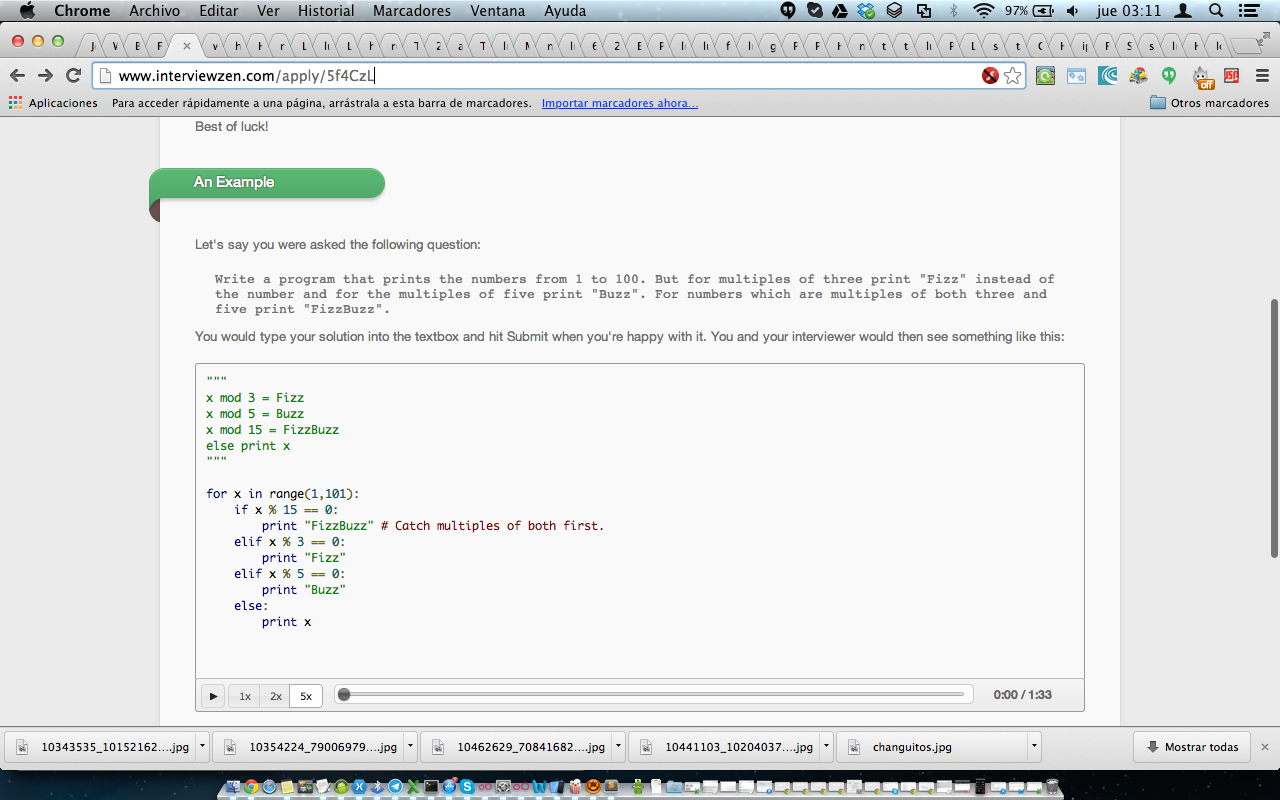 Chrome Archivo Editar Ver Historial Marcadores Ventana Ayuda 97% jue 03:11
www.interviewzen.com/apply/5f4CzL
Aplicaciones Para acceder rápidamente a una página, arrástrala a esta barra de marcadores. Importar marcadores ahora... Otros marcadores
Best of luck!
An Example
Let's say you were asked the following question:
Write a program that prints the numbers from 1 to 100. But for multiples of three print "Fizz" instead of
the number and for the multiples of five print "Buzz". For numbers which are multiples of both three and
five print "FizzBuzz".
You would type your solution into the textbox and hit Submit when you're happy with it. You and your interviewer would then see something like this:
"""
x mod 3 = Fizz
x mod 5 = Buzz
x mod 15 = FizzBuzz
else print x
"""
for x in range(1,101):
    if x % 15 == 0:
        print "FizzBuzz" # Catch multiples of both first.
    elif x % 3 == 0:
        print "Fizz"
    elif x % 5 == 0:
        print "Buzz"
    else:
        print x
1x 2x 5x 0:00 / 1:33
10343535_10152162....jpg 10354224_79006979....jpg 10462629_70841682....jpg 10441103_10204037....jpg changuitos.jpg Mostrar todas